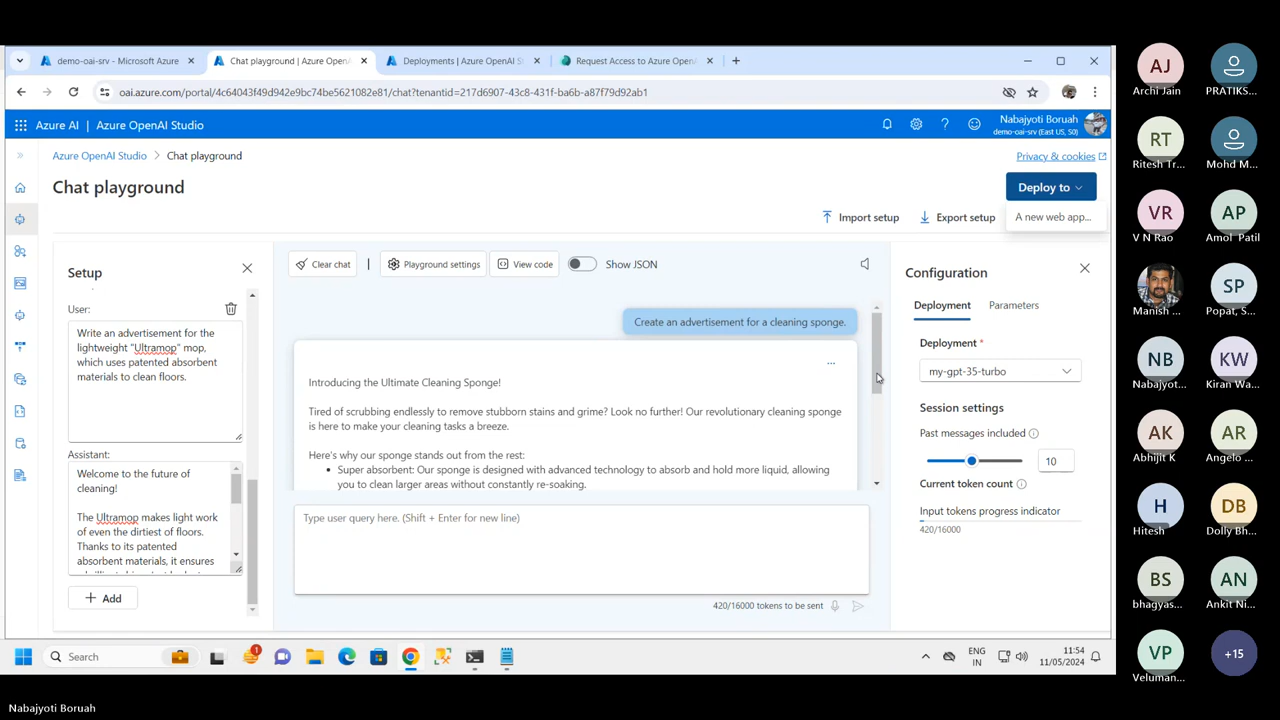 demo-oai-srv - Microsoft Azure
Chat playground | Azure OpenA
Deployments | Azure OpenAI S
Request Access to Azure OpenA
oai.azure.com/portal/4c64043f49d942e9bc74be5621082e81/chat?tenantid=217d6907-43c8-431f-ba6b-a87f79d92ab1
Azure AI | Azure OpenAI Studio
Nabajyoti Boruah
demo-oai-srv (East US, S0)
Azure OpenAI Studio > Chat playground
Privacy & cookies
Chat playground
Deploy to
Import setup
Export setup
A new web app...
Setup
Clear chat
Playground settings
View code
Show JSON
Configuration
User:
Write an advertisement for the
lightweight "Ultramop" mop,
which uses patented absorbent
materials to clean floors.
Assistant:
Welcome to the future of
cleaning!
The Ultramop makes light work
of even the dirtiest of floors.
Thanks to its patented
absorbent materials, it ensures
Add
Create an advertisement for a cleaning sponge.
Introducing the Ultimate Cleaning Sponge!
Tired of scrubbing endlessly to remove stubborn stains and grime? Look no further! Our revolutionary cleaning sponge
is here to make your cleaning tasks a breeze.
Here's why our sponge stands out from the rest:
• Super absorbent: Our sponge is designed with advanced technology to absorb and hold more liquid, allowing
you to clean larger areas without constantly re-soaking.
Type user query here. (Shift + Enter for new line)
420/16000 tokens to be sent
Deployment
Parameters
Deployment *
my-gpt-35-turbo
Session settings
Past messages included
10
Current token count
Input tokens progress indicator
420/16000
Search
1
ENG
IN
11:54
11/05/2024
AJ
Archi Jain
PRATIKS...
RT
Ritesh Tr...
Mohd M...
VR
V N Rao
AP
Amol Patil
Manish ...
SP
Popat, S...
NB
Nabajyot...
KW
Kiran Wa...
AK
Abhijit K
AR
Angelo ...
H
Hitesh
DB
Dolly Bh...
BS
bhagyas...
AN
Ankit Ni...
VP
Veluman...
+15
Nabajyoti Boruah